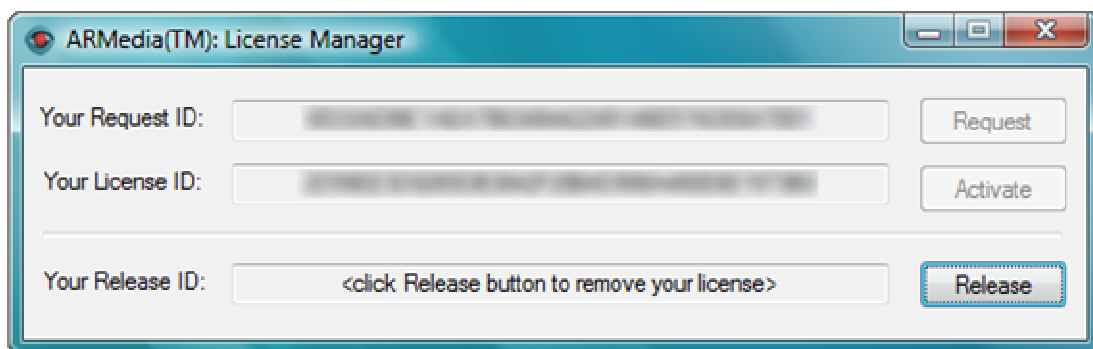 ARMedia(TM): License Manager
Your Request ID: Request
Your License ID: Activate
Your Release ID: <click Release button to remove your license> Release